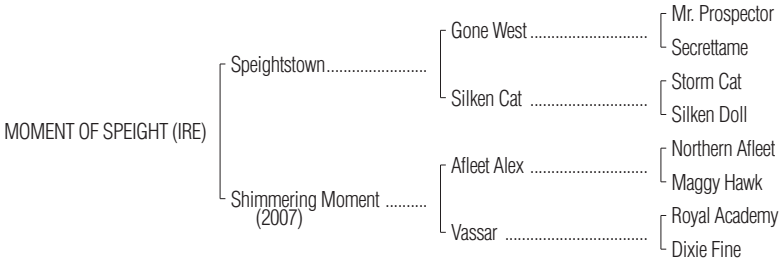 Mr. Prospector
Gone West ..............................
Secrettame
Speightstown.........................
Storm Cat
Silken Cat ..............................
Silken Doll
MOMENT OF SPEIGHT (IRE)
Northern Afleet
Afleet Alex ..............................
Maggy Hawk
Shimmering Moment ..........
(2007)
Royal Academy
Vassar ....................................
Dixie Fine